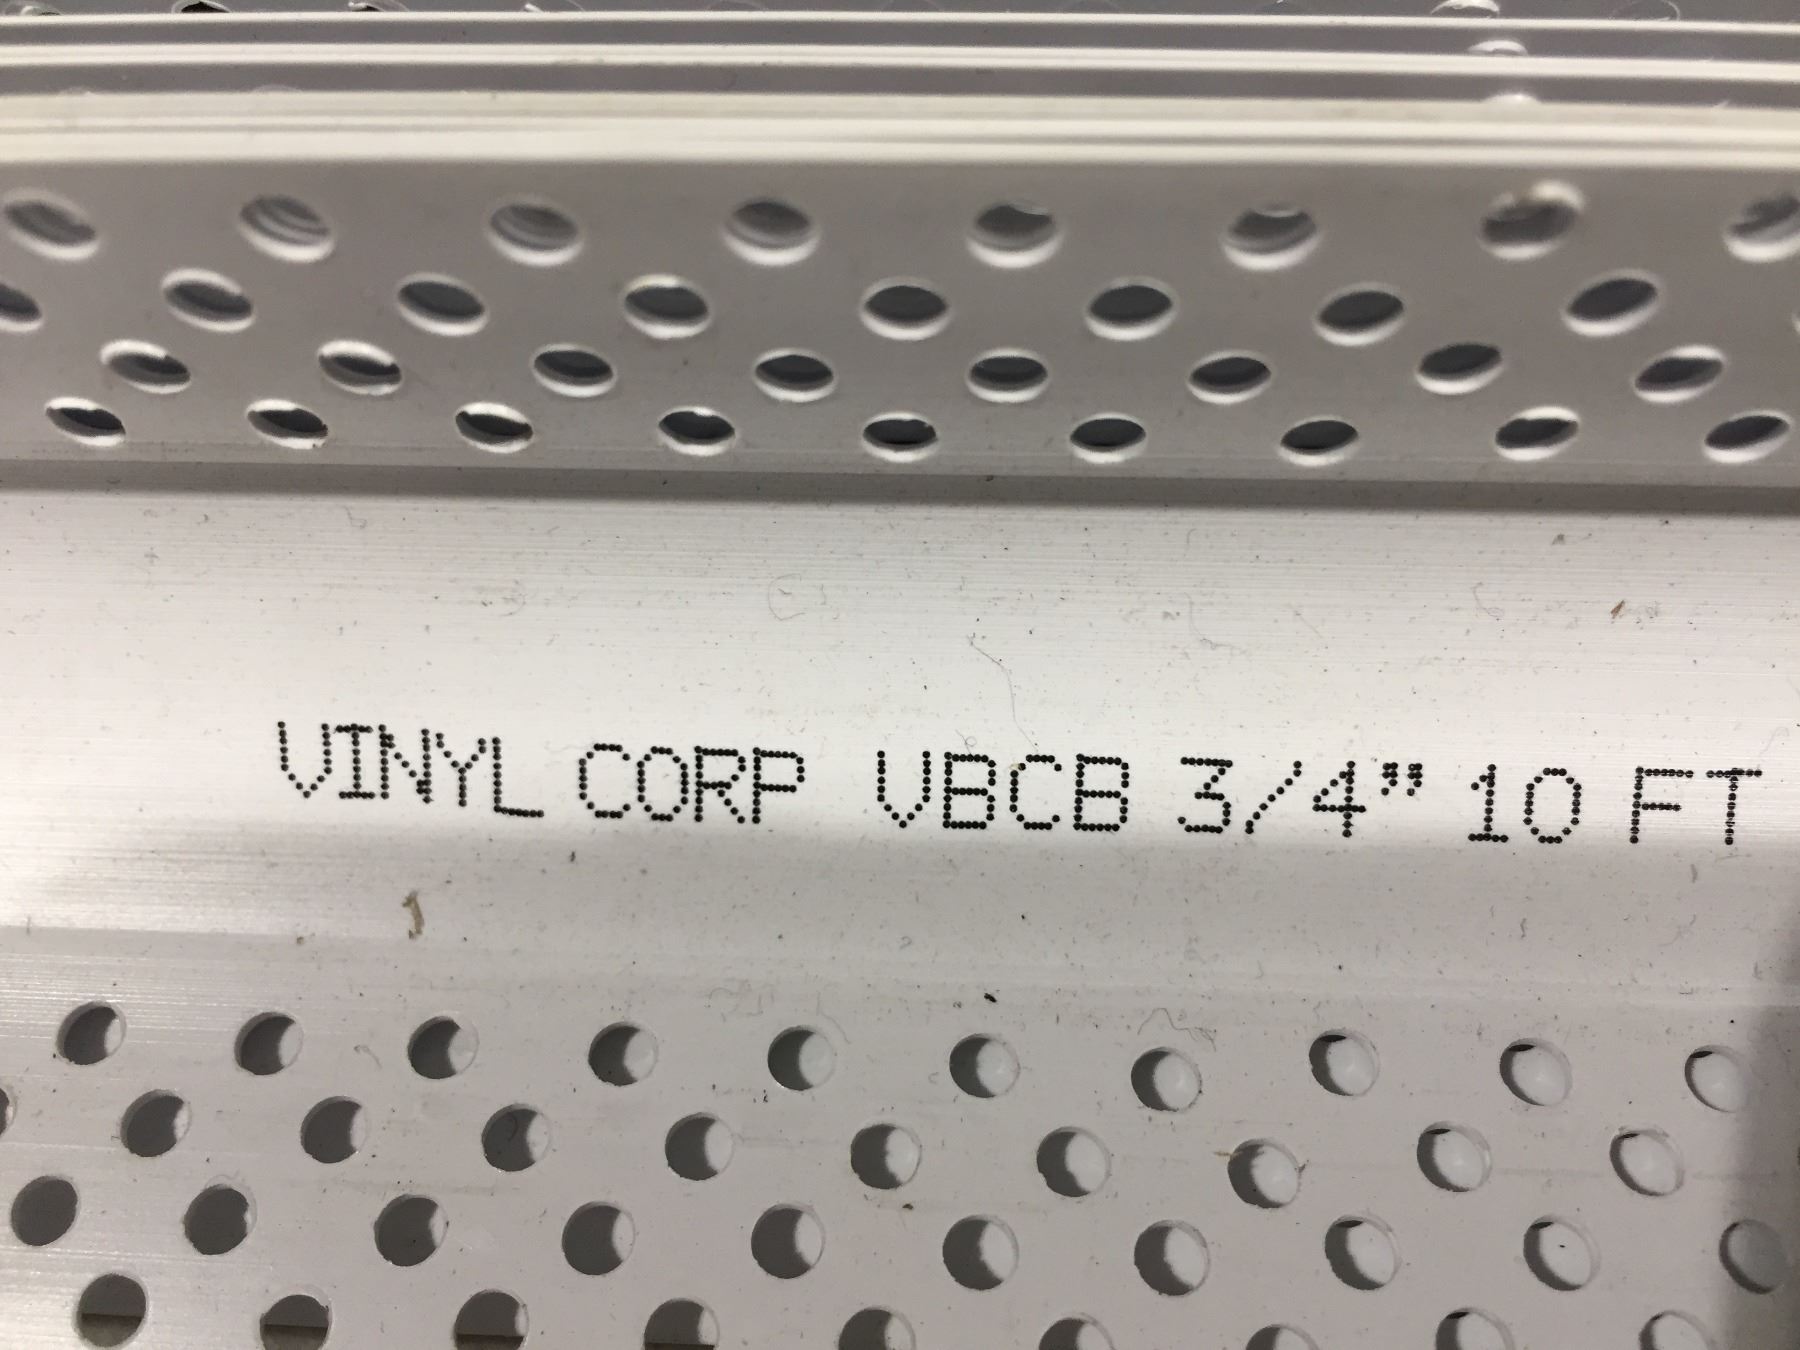 VINYL CORP VBCB 3/4" 10 FT